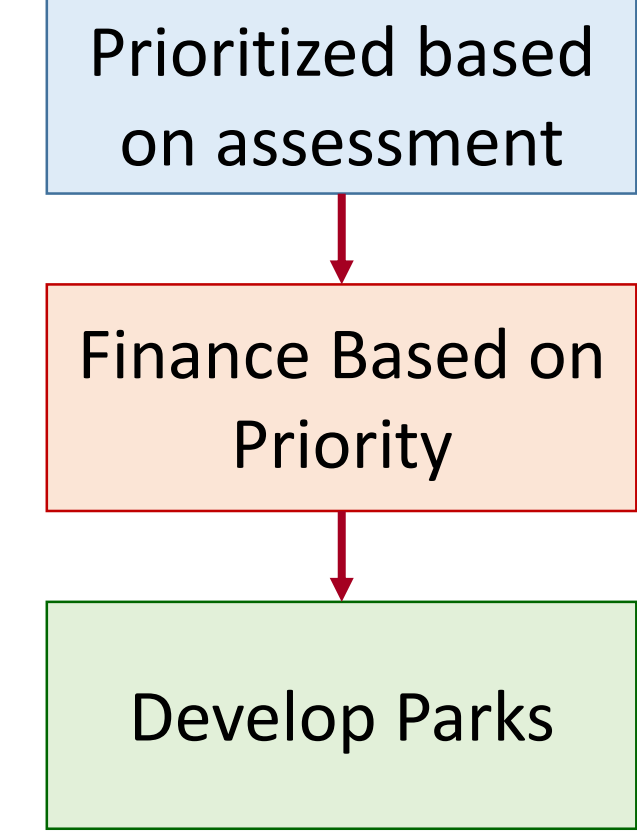 Prioritized based
on assessment
Finance Based on
Priority
Develop Parks